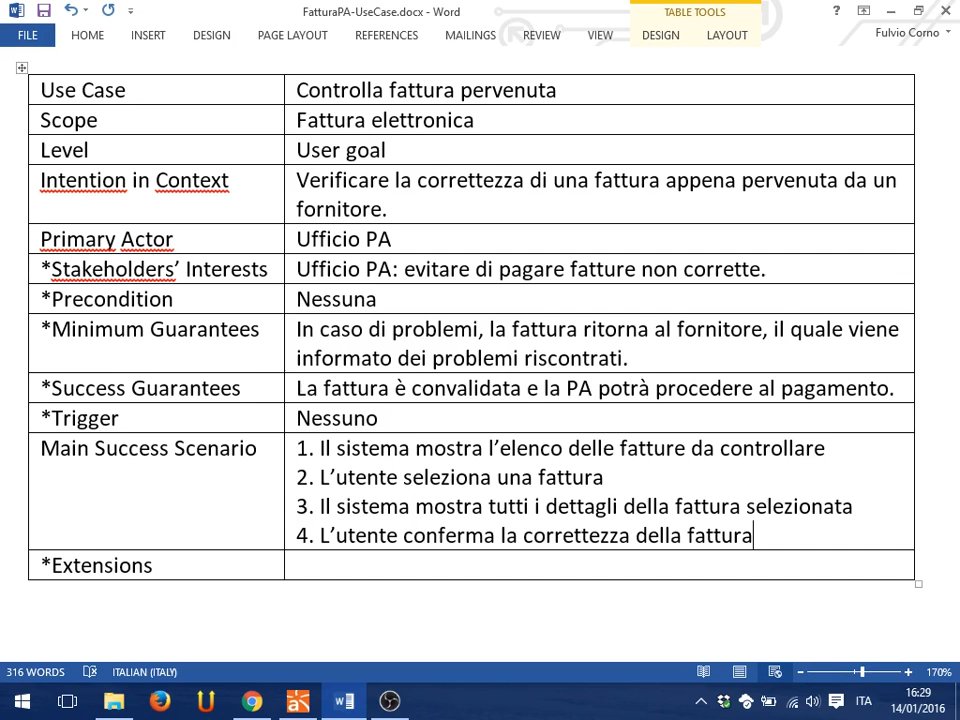 FatturaPA-UseCase.docx - Word
TABLE TOOLS
?
FILE HOME INSERT DESIGN PAGE LAYOUT REFERENCES MAILINGS REVIEW VIEW DESIGN LAYOUT Fulvio Corno
Use Case Controlla fattura pervenuta
Scope Fattura elettronica
Level User goal
Intention in Context Verificare la correttezza di una fattura appena pervenuta da un
fornitore.
Primary Actor Ufficio PA
*Stakeholders’ Interests Ufficio PA: evitare di pagare fatture non corrette.
*Precondition Nessuna
*Minimum Guarantees In caso di problemi, la fattura ritorna al fornitore, il quale viene
informato dei problemi riscontrati.
*Success Guarantees La fattura è convalidata e la PA potrà procedere al pagamento.
*Trigger Nessuno
Main Success Scenario 1. Il sistema mostra l’elenco delle fatture da controllare
2. L’utente seleziona una fattura
3. Il sistema mostra tutti i dettagli della fattura selezionata
4. L’utente conferma la correttezza della fattura
*Extensions
316 WORDS ITALIAN (ITALY) 170%
ITA 16:29
14/01/2016